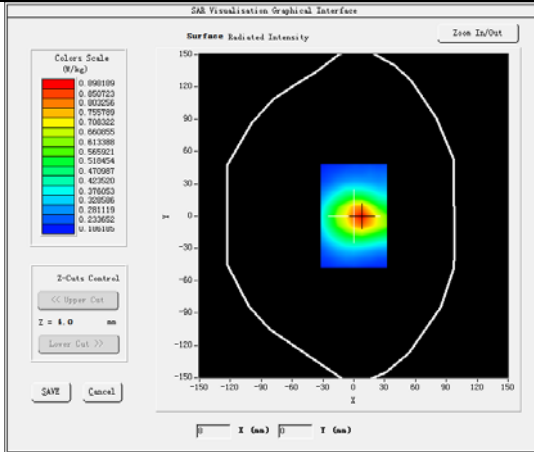 SAR Visualisation Graphical Interface
Surface Radiated Intensity
Zoom In/Out
Colors Scale
(W/kg)
0.898189
0.850723
0.803256
0.755789
0.708322
0.660855
0.613388
0.565921
0.518454
0.470987
0.423520
0.376053
0.328586
0.281119
0.233652
0.186185
Z-Cuts Control
<< Upper Cut
Z = 4.0 mm
Lower Cut >>
SAVE Cancel
150
120
90
60
30
0
-30
-60
-90
-120
-150
Y
-150 -120 -90 -60 -30 0 30 60 90 120 150
X
0 X (mm) 0 Y (mm)